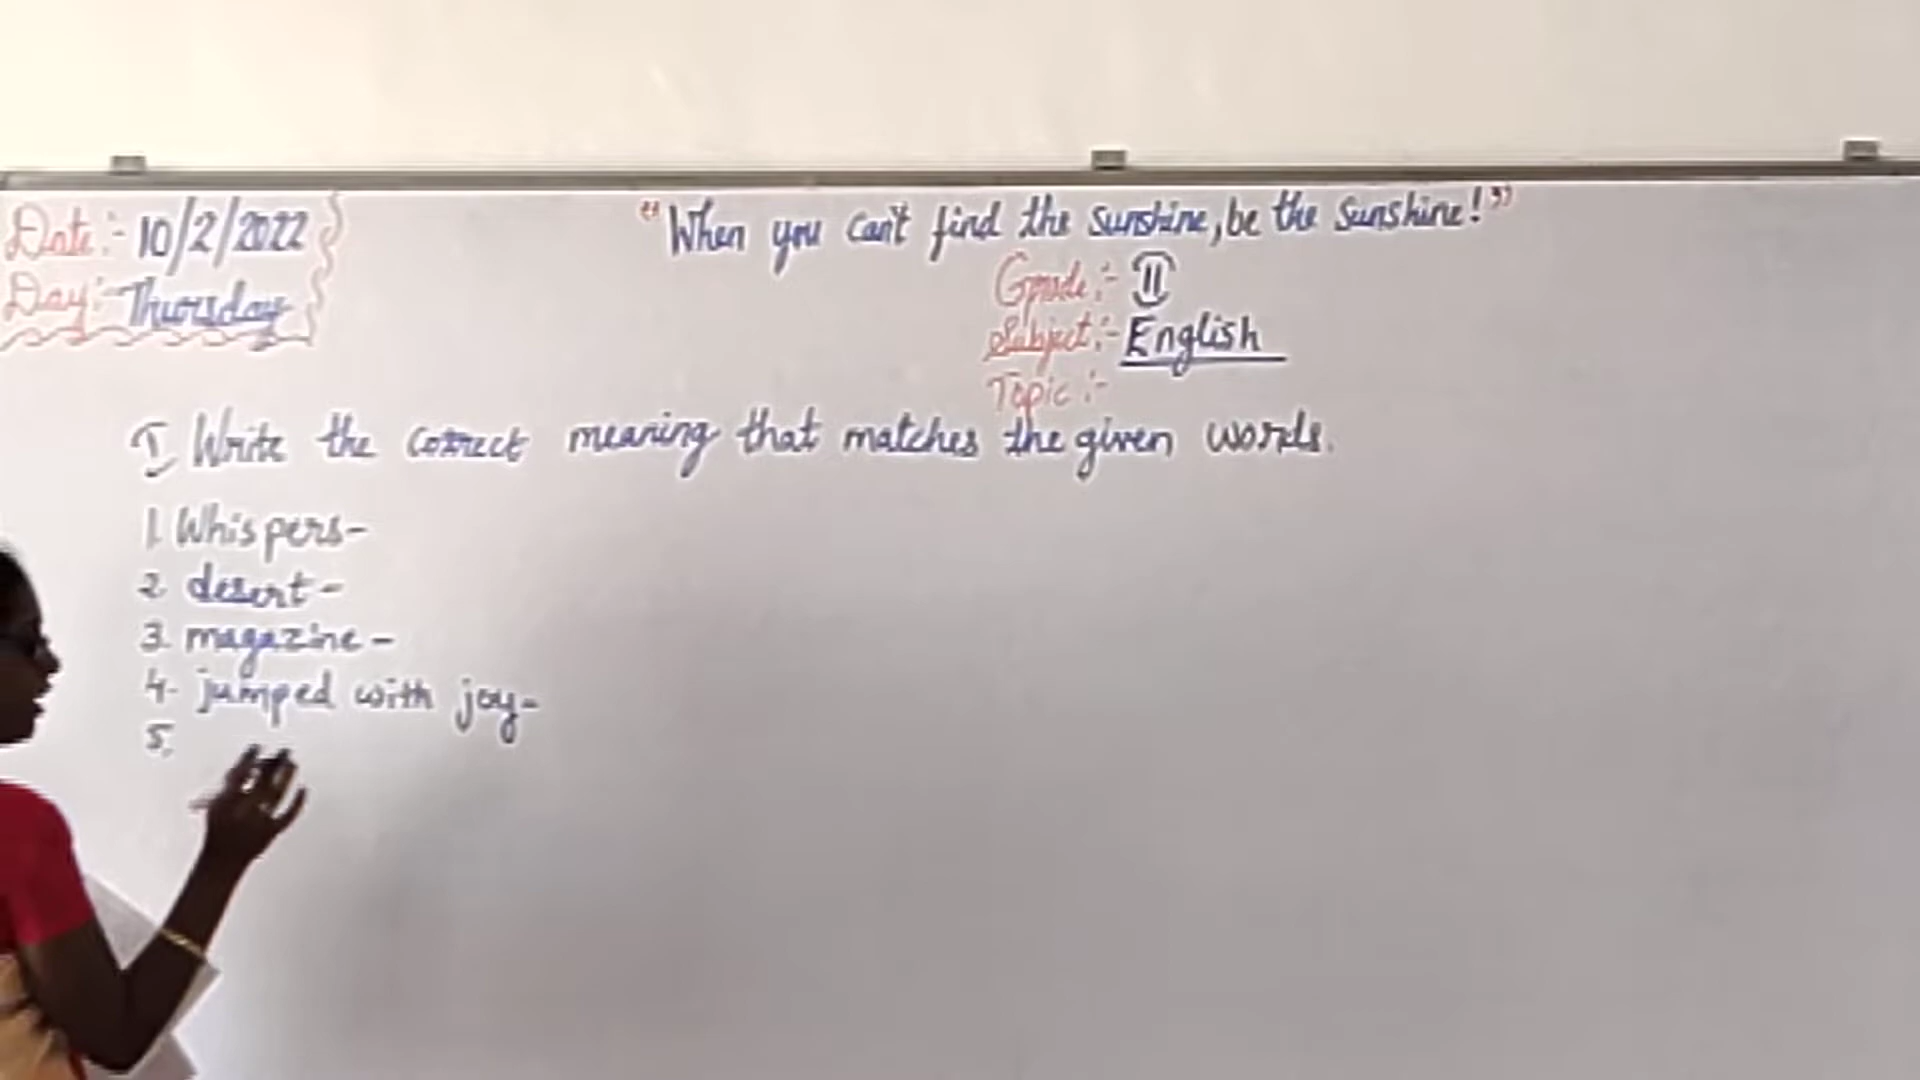 Date:- 10/2/2022
Day:- Thursday
"When you can't find the sunshine, be the sunshine!"
Grade:- II
Subject:- English
Topic:-
I Write the correct meaning that matches the given words.
1. Whispers-
2. desert-
3. magazine-
4. jumped with joy-
5.